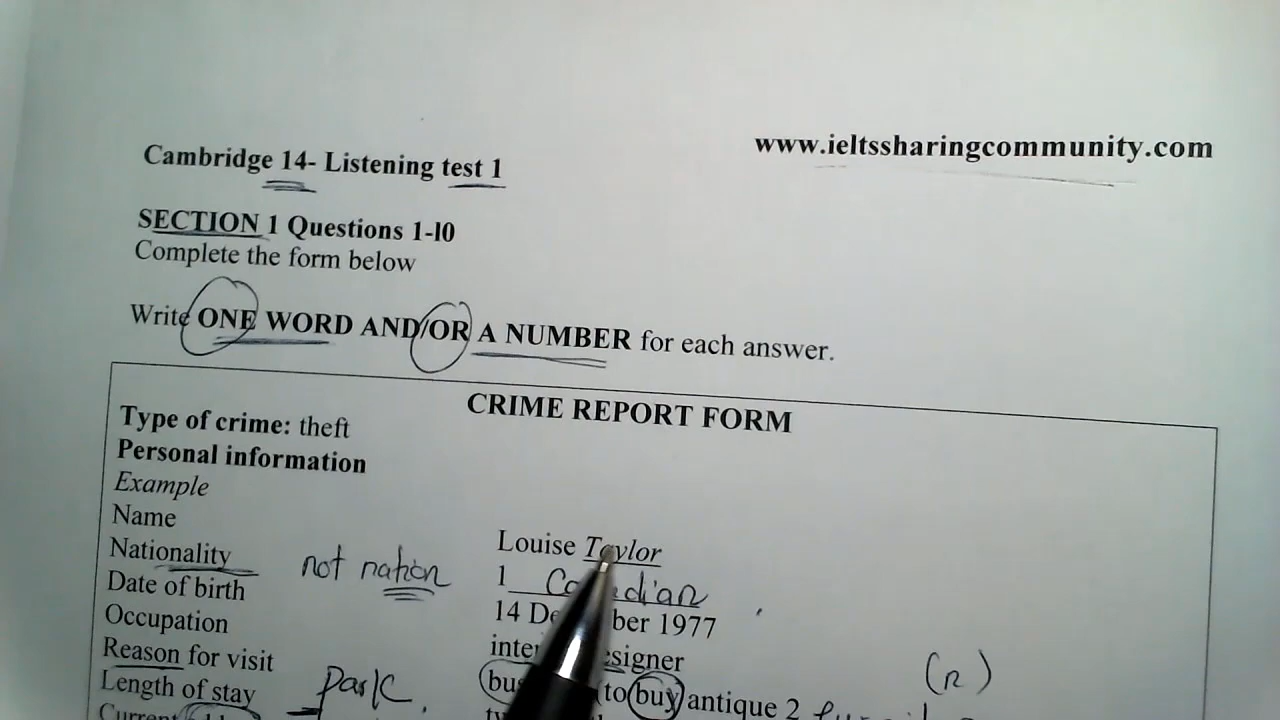 www.ieltssharingcommunity.com
Cambridge 14- Listening test 1
SECTION 1 Questions 1-10
Complete the form below
Write ONE WORD AND/OR A NUMBER for each answer.
CRIME REPORT FORM
Type of crime: theft
Personal information
Example
Name Louise Taylor
Nationality not nation 1
Date of birth 14 1977
Occupation
Reason for visit (n)
Length of stay Park. to buy antique 2